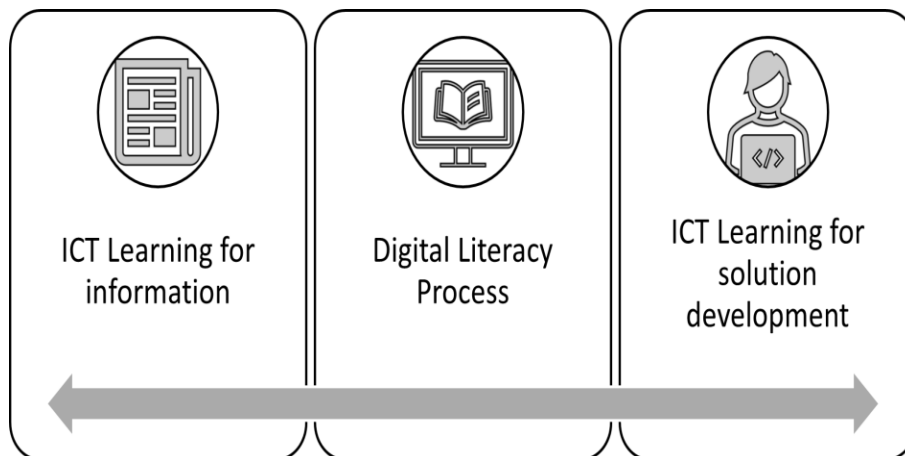 ICT Learning for
information
Digital Literacy
Process
</>
ICT Learning for
solution
development